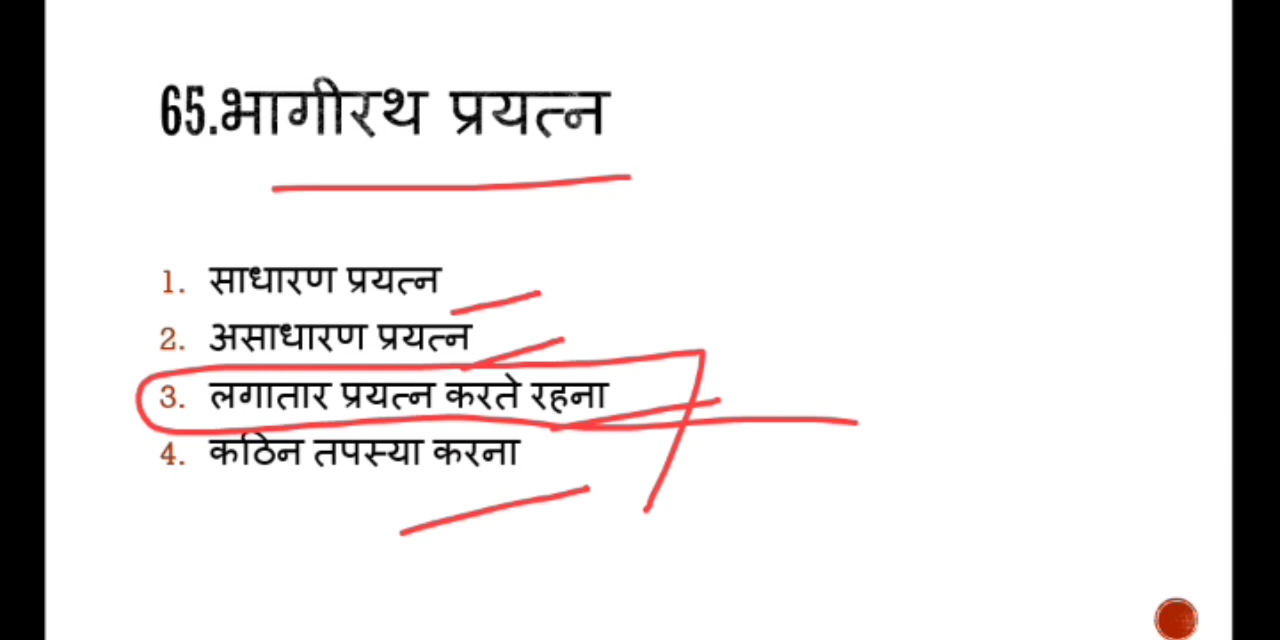 65.भागीरथ प्रयत्न
1. साधारण प्रयत्न
2. असाधारण प्रयत्न
3. लगातार प्रयत्न करते रहना
4. कठिन तपस्या करना